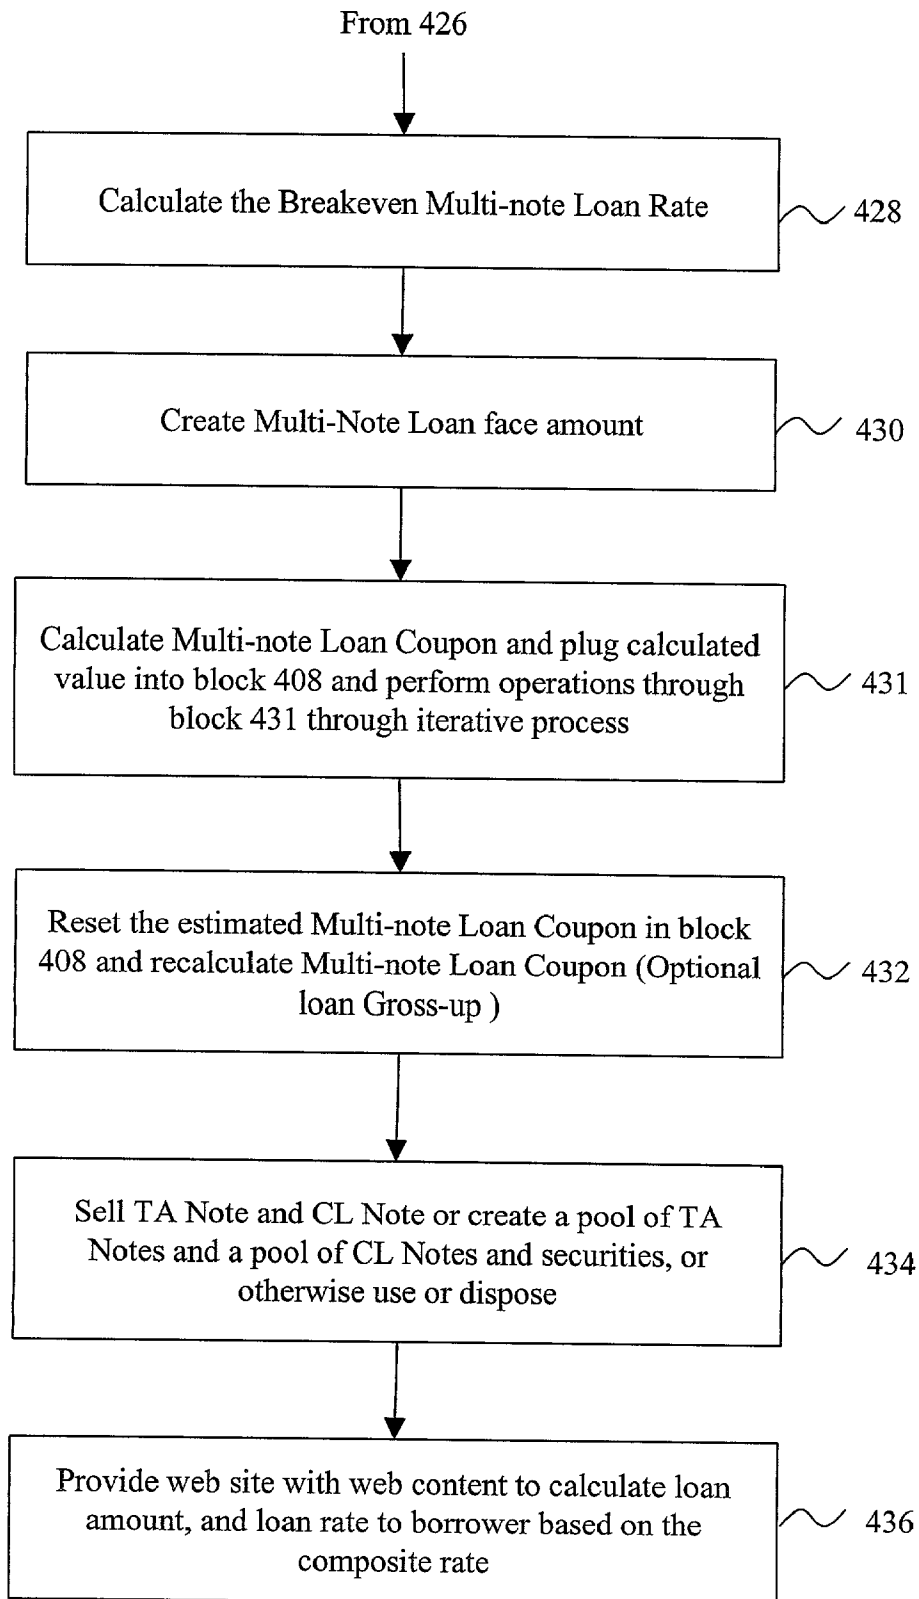 From 426
Calculate the Breakeven Multi-note Loan Rate
428
Create Multi-Note Loan face amount
430
Calculate Multi-note Loan Coupon and plug calculated
value into block 408 and perform operations through
block 431 through iterative process
431
Reset the estimated Multi-note Loan Coupon in block
408 and recalculate Multi-note Loan Coupon (Optional
loan Gross-up )
432
Sell TA Note and CL Note or create a pool of TA
Notes and a pool of CL Notes and securities, or
otherwise use or dispose
434
Provide web site with web content to calculate loan
amount, and loan rate to borrower based on the
composite rate
436